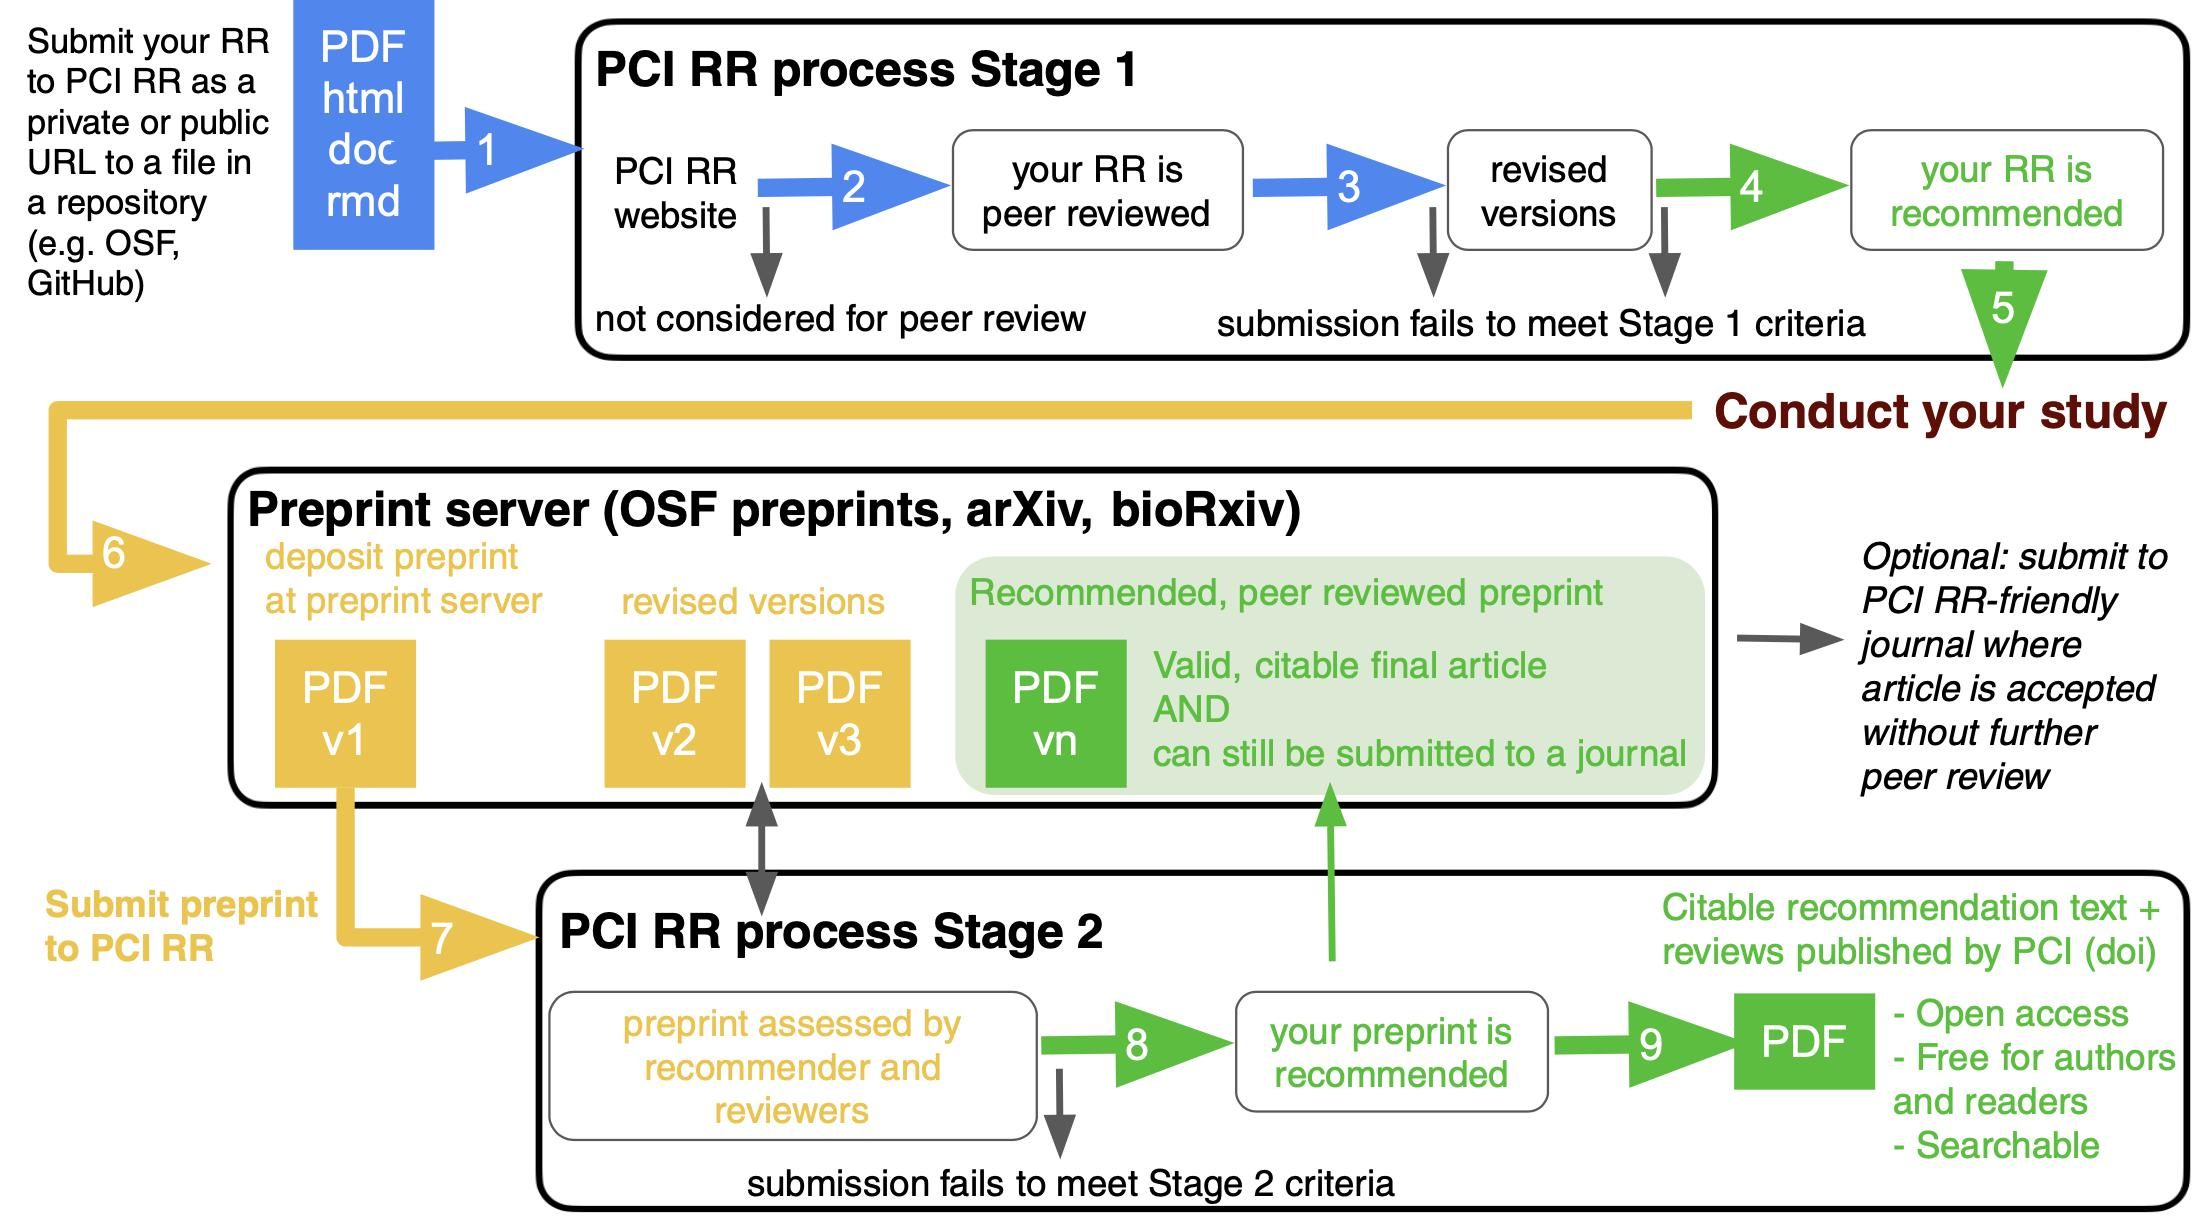 Submit your RR
to PCI RR as a
private or public
URL to a file in
a repository
(e.g. OSF,
GitHub)
PDF
html
doc
rmd
1
PCI RR process Stage 1
PCI RR
website
2
your RR is
peer reviewed
3
revised
versions
4
your RR is
recommended
not considered for peer review
submission fails to meet Stage 1 criteria
5
Conduct your study
6
Preprint server (OSF preprints, arXiv, bioRxiv)
deposit preprint
at preprint server
revised versions
PDF
v1
PDF
v2
PDF
v3
Recommended, peer reviewed preprint
PDF
vn
Valid, citable final article
AND
can still be submitted to a journal
Optional: submit to
PCI RR-friendly
journal where
article is accepted
without further
peer review
Submit preprint
to PCI RR
7
PCI RR process Stage 2
preprint assessed by
recommender and
reviewers
8
your preprint is
recommended
9
Citable recommendation text +
reviews published by PCI (doi)
PDF
- Open access
- Free for authors
and readers
- Searchable
submission fails to meet Stage 2 criteria